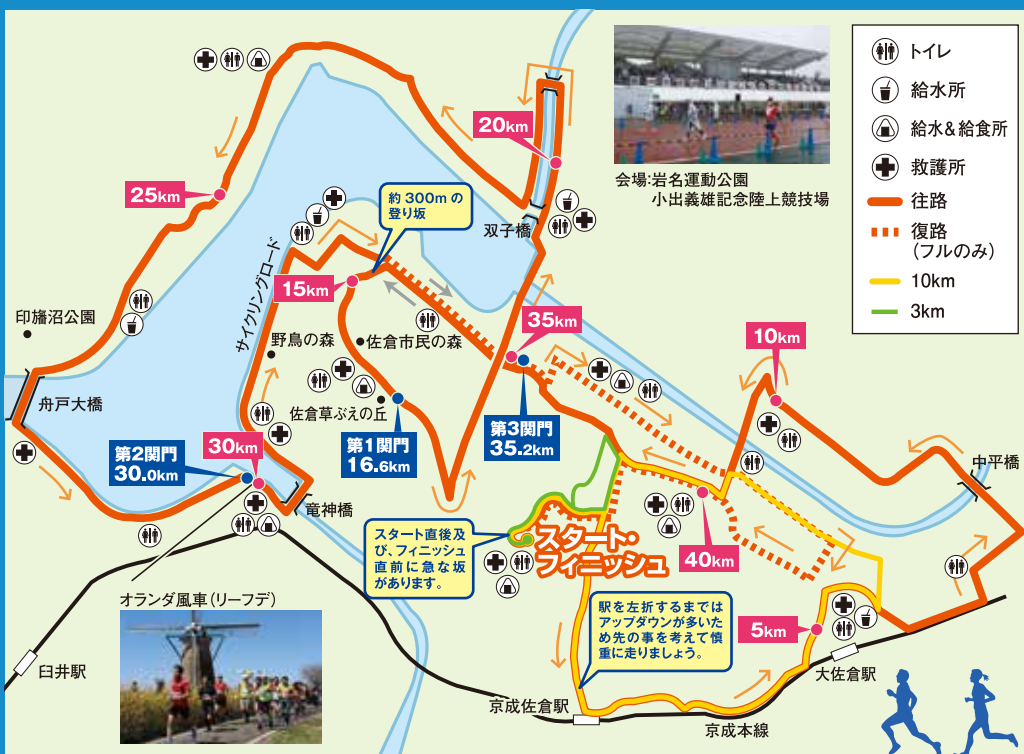 トイレ
給水所
給水&給食所
救護所
往路
復路
(フルのみ)
10km
3km
会場:岩名運動公園
小出義雄記念陸上競技場
20km
25km
約300mの
登り坂
双子橋
サイクリングロード
15km
印旛沼公園
野鳥の森
佐倉市民の森
35km
10km
舟戸大橋
佐倉草ぶえの丘
第1関門
16.6km
第3関門
35.2km
第2関門
30.0km
30km
中平橋
竜神橋
スタート直後及
び、フィニッシュ
直前に急な坂
があります。
スタート・
フィニッシュ
40km
オランダ風車(リーフデ)
駅を左折するまでは
アップダウンが多いた
め先の事を考えて慎
重に走りましょう。
5km
臼井駅
大佐倉駅
京成佐倉駅
京成本線